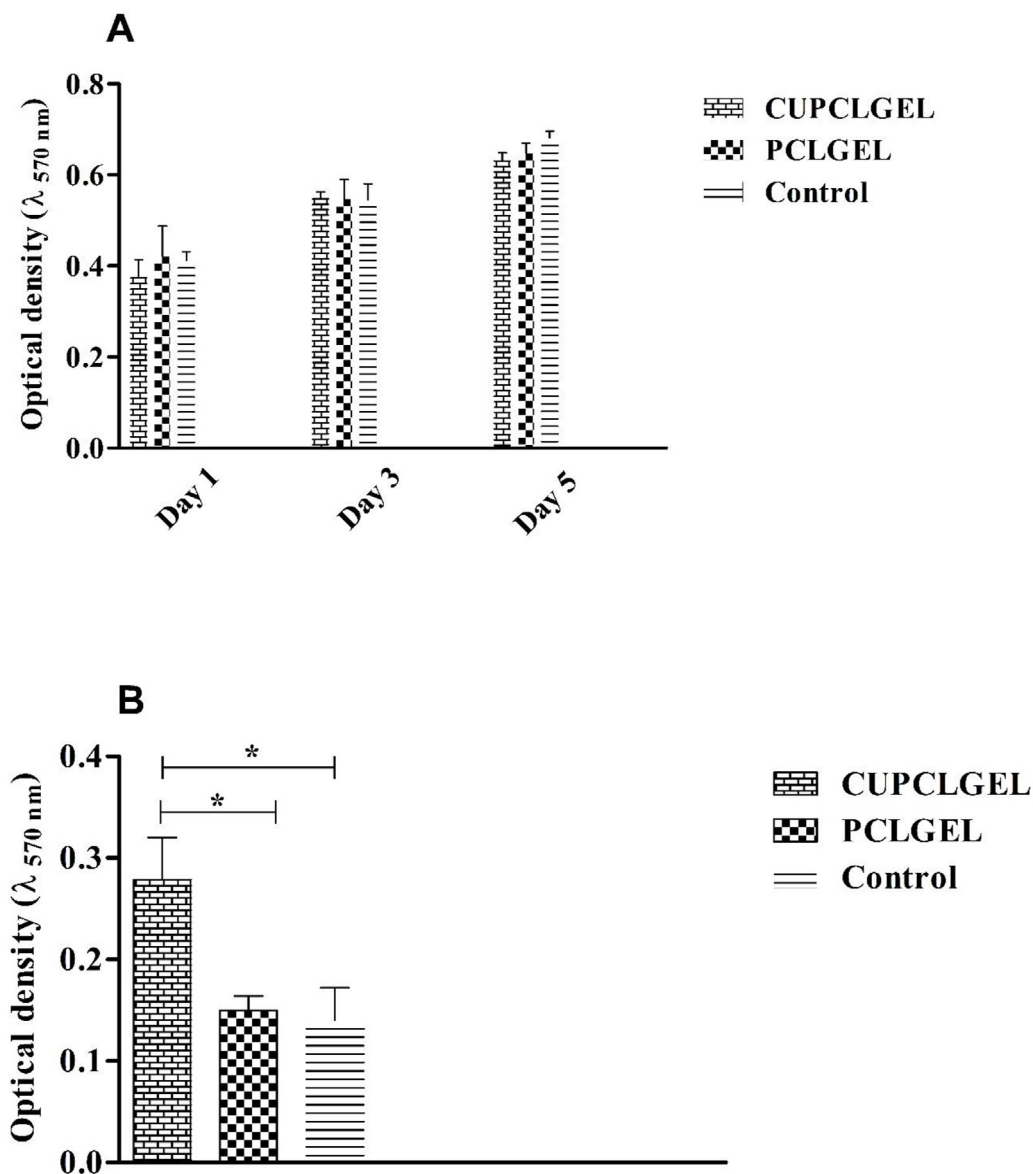 A
Optical density (λ 570 nm)
0.8
0.6
0.4
0.2
0.0
Day 1
Day 3
Day 5
CUPCLGEL
PCLGEL
Control
B
Optical density (λ 570 nm)
0.4
0.3
0.2
0.1
0.0
*
*
CUPCLGEL
PCLGEL
Control